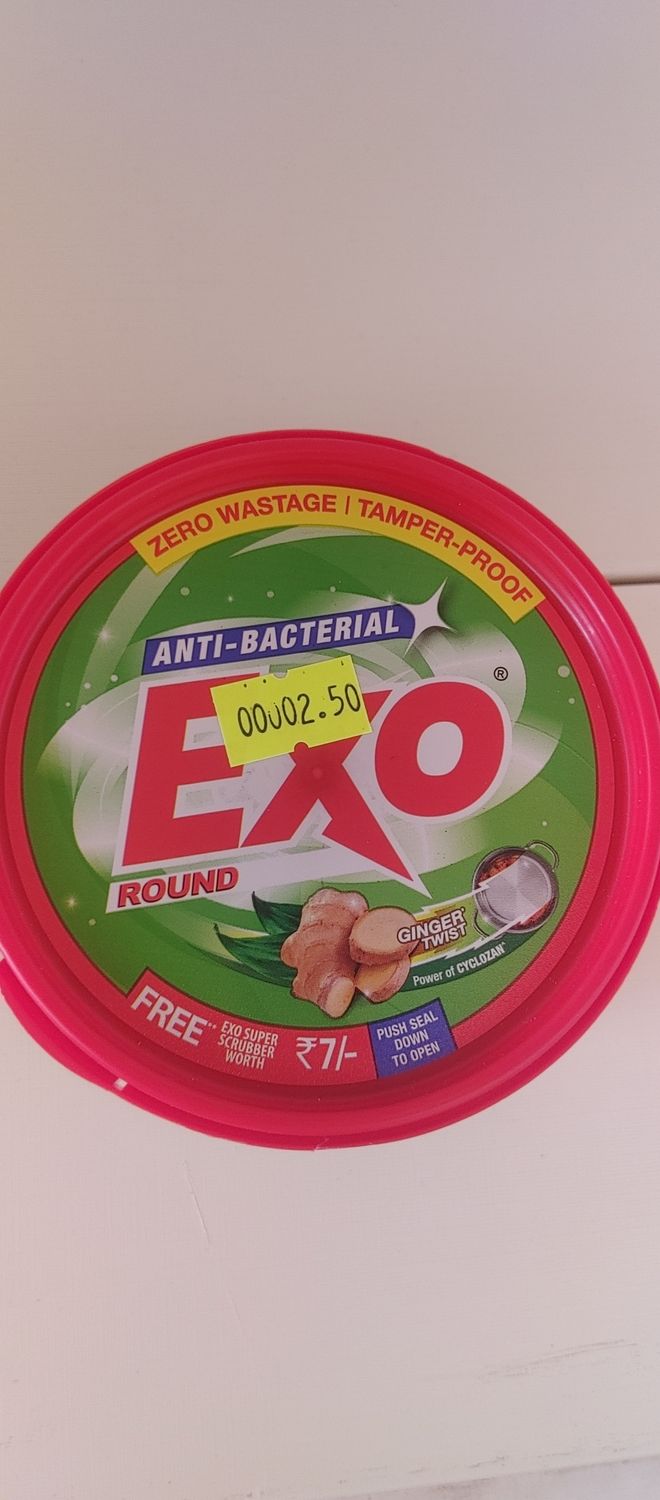 ZERO WASTAGE | TAMPER-PROOF
ANTI-BACTERIAL
EXO®
00002.50
ROUND
GINGER
TWIST
Power of CYCLOZAN^
FREE**
EXO SUPER
SCRUBBER
WORTH
₹7/-
PUSH SEAL
DOWN
TO OPEN